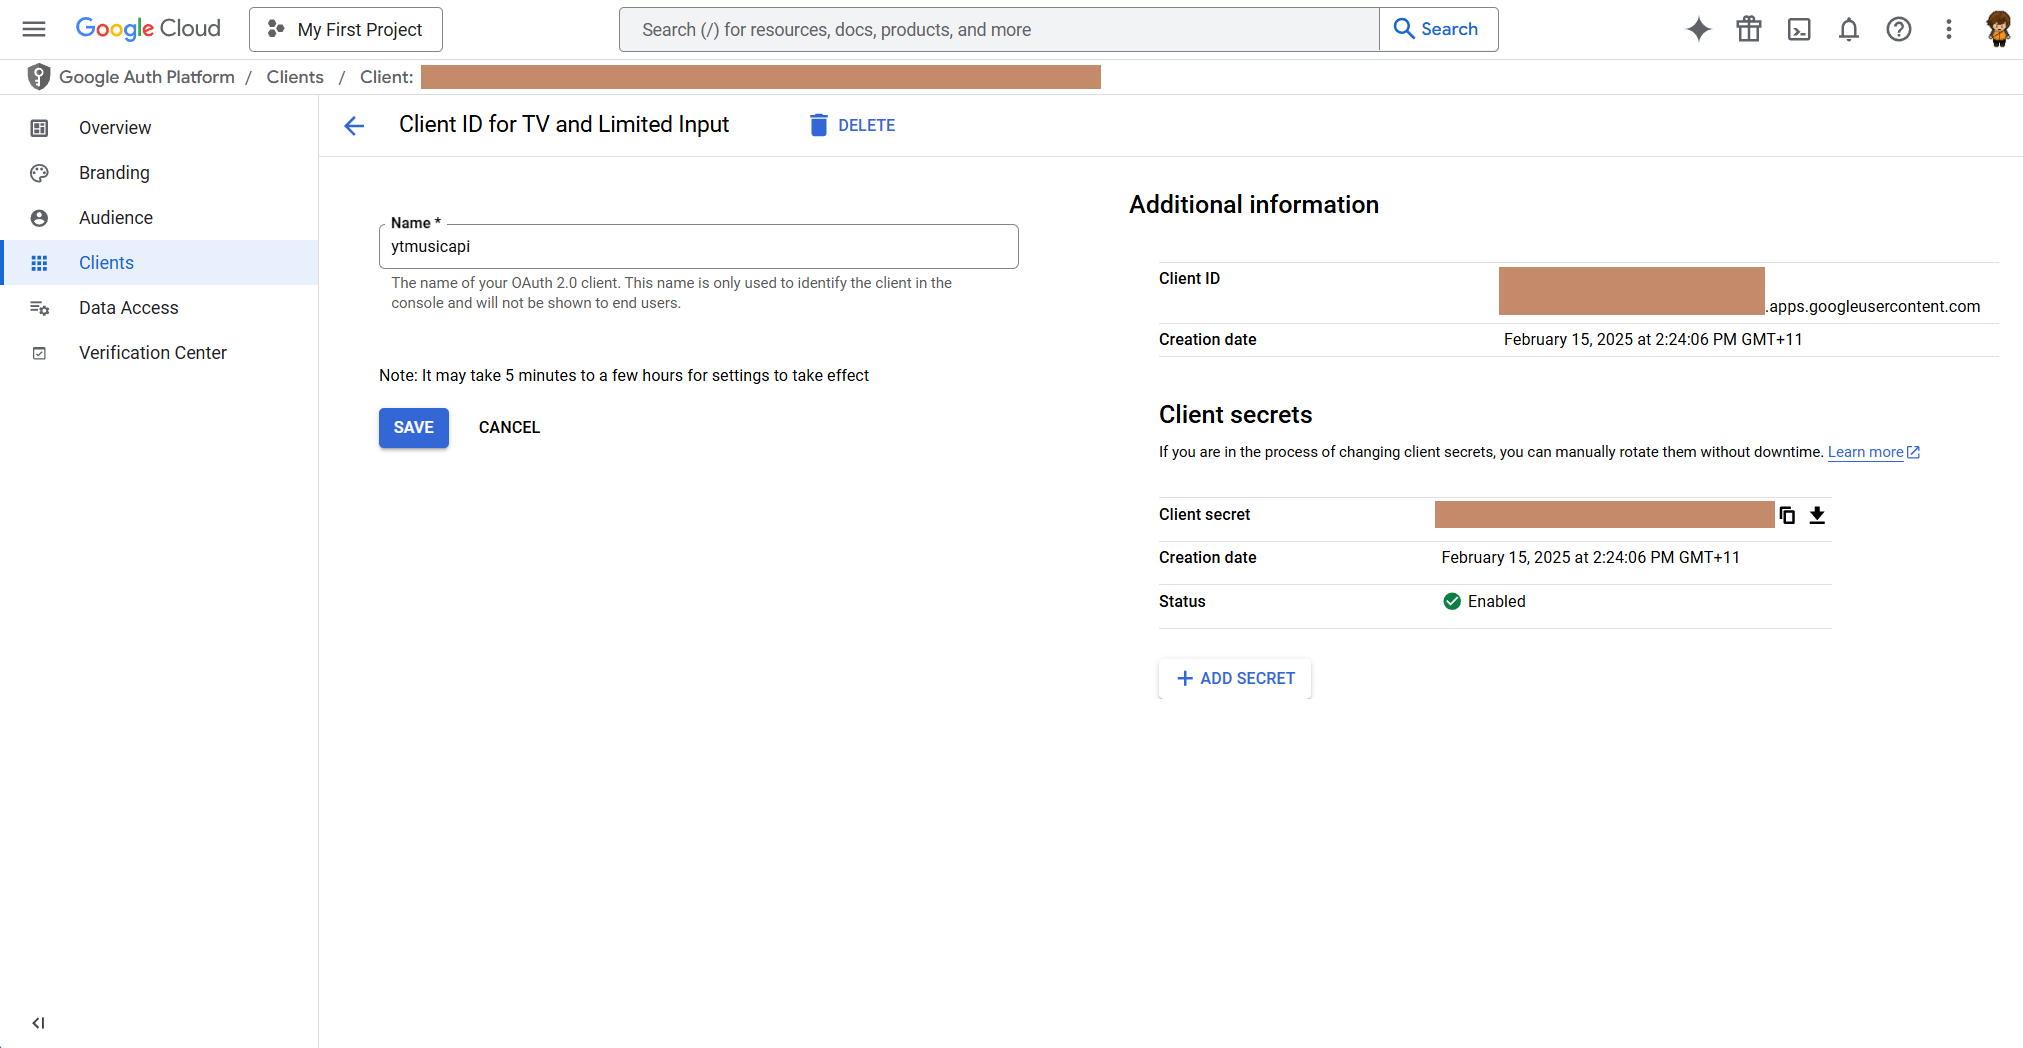 Google Cloud
My First Project
Search (/) for resources, docs, products, and more
Search
Google Auth Platform / Clients / Client:
Overview
Branding
Audience
Clients
Data Access
Verification Center
Client ID for TV and Limited Input
DELETE
Name *
ytmusicapi
The name of your OAuth 2.0 client. This name is only used to identify the client in the
console and will not be shown to end users.
Note: It may take 5 minutes to a few hours for settings to take effect
SAVE
CANCEL
Additional information
Client ID
.apps.googleusercontent.com
Creation date
February 15, 2025 at 2:24:06 PM GMT+11
Client secrets
If you are in the process of changing client secrets, you can manually rotate them without downtime. Learn more
Client secret
Creation date
February 15, 2025 at 2:24:06 PM GMT+11
Status
Enabled
ADD SECRET